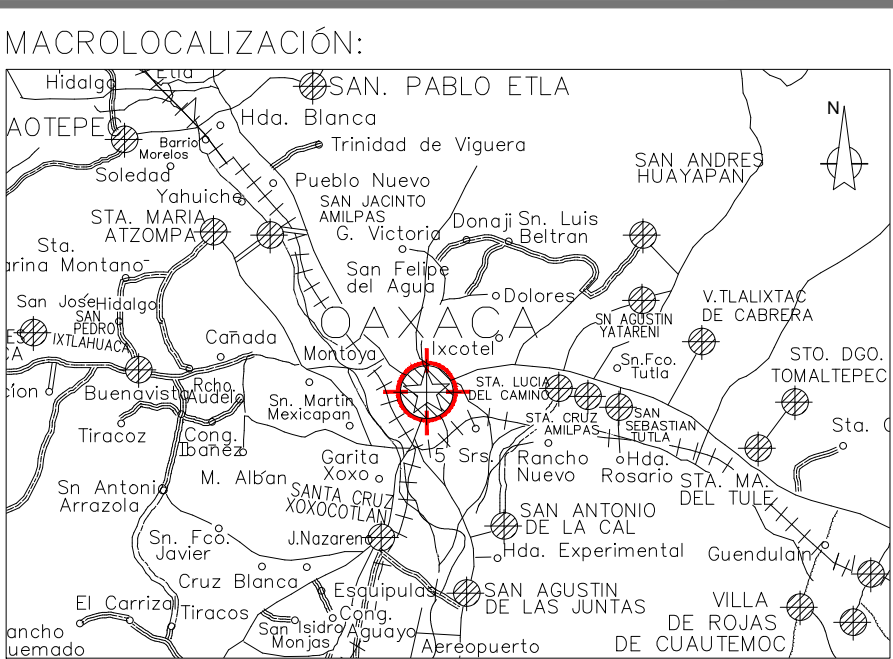 MACROLOCALIZACIÓN:
Hidalgo
Etla
SAN. PABLO ETLA
AOTEPE
Hda. Blanca
Barrio
Morelos
Trinidad de Viguera
Soledad
SAN ANDRES
HUAYAPAN
N
Yahuiche
Pueblo Nuevo
STA. MARIA
ATZOMPA
SAN JACINTO
AMILPAS
G. Victoria
Donaji
Sn. Luis
Beltran
Sta.
arina Montano
San Felipe
del Agua
Dolores
San José
Hidalgo
SAN
PEDRO
IXTLAHUACA
ES
CA
OAXACA
SN AGUSTIN
YATARENI
V.TLALIXTAC
DE CABRERA
Cañada
Montoya
Ixcotel
Sn.Fco.
Tutla
STO. DGO.
TOMALTEPEC
cíon
Buenavista
Rcho.
Audelo
Sn. Martin
Mexicapan
STA. LUCIA
DEL CAMINO
STA. CRUZ
AMILPAS
SAN
SEBASTIAN
TUTLA
Sta. C
Tiracoz
Cong.
Ibañez
M. Alban
Garita
Xoxo
5 Srs.
Rancho
Nuevo
Hda.
Rosario
STA. MA.
DEL TULE
Sn Antonio
Arrazola
SANTA CRUZ
XOXOCOTLAN
SAN ANTONIO
DE LA CAL
Sn. Fco.
Javier
J.Nazareno
Hda. Experimental
Guendulain
Cruz Blanca
Esquipulas
SAN AGUSTIN
DE LAS JUNTAS
El Carrizal
Tiracos
Cong.
Aguayo
San Isidro
Monjas
VILLA
DE ROJAS
DE CUAUTEMOC
ancho
uemado
Aereopuerto